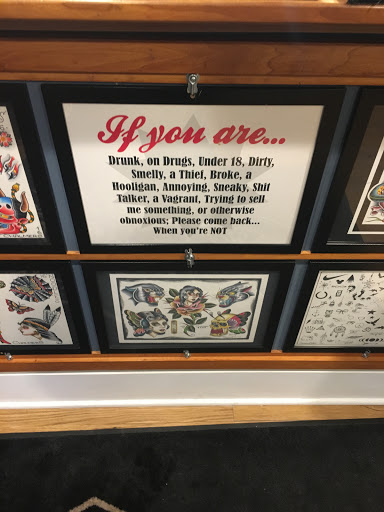 If you are...
Drunk, on Drugs, Under 18, Dirty,
Smelly, a Thief, Broke, a
Hooligan, Annoying, Sneaky, Shit
Talker, a Vagrant, Trying to sell
me something, or otherwise
obnoxious; Please come back...
When you're NOT